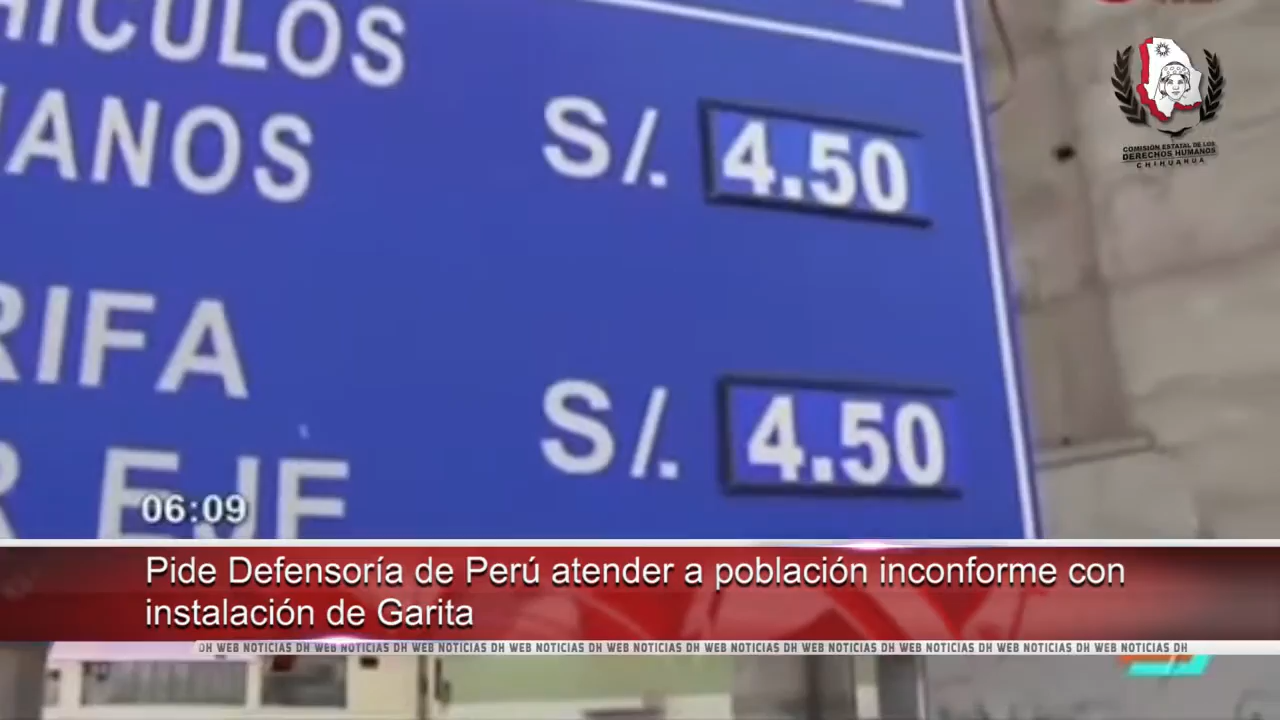 HICULOS
IANOS
S/.
4.50
RIFA
R EJE
S/.
4.50
06:09
Pide Defensoría de Perú atender a población inconforme con
instalación de Garita
DH WEB NOTICIAS DH WEB NOTICIAS DH WEB NOTICIAS DH WEB NOTICIAS DH WEB NOTICIAS DH WEB NOTICIAS DH WEB NOTICIAS DH WEB NOTICIAS DH WEB NOTICIAS DH WEB NOTICIAS DH
COMISIÓN ESTATAL DE LOS
DERECHOS HUMANOS
CHIHUAHUA